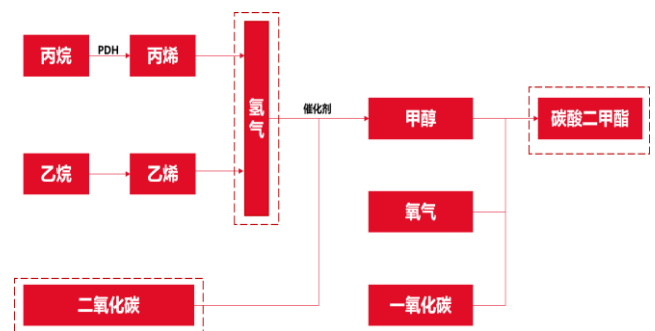 丙烷
PDH
丙烯
氢气
催化剂
甲醇
碳酸二甲酯
乙烷
乙烯
氧气
二氧化碳
一氧化碳